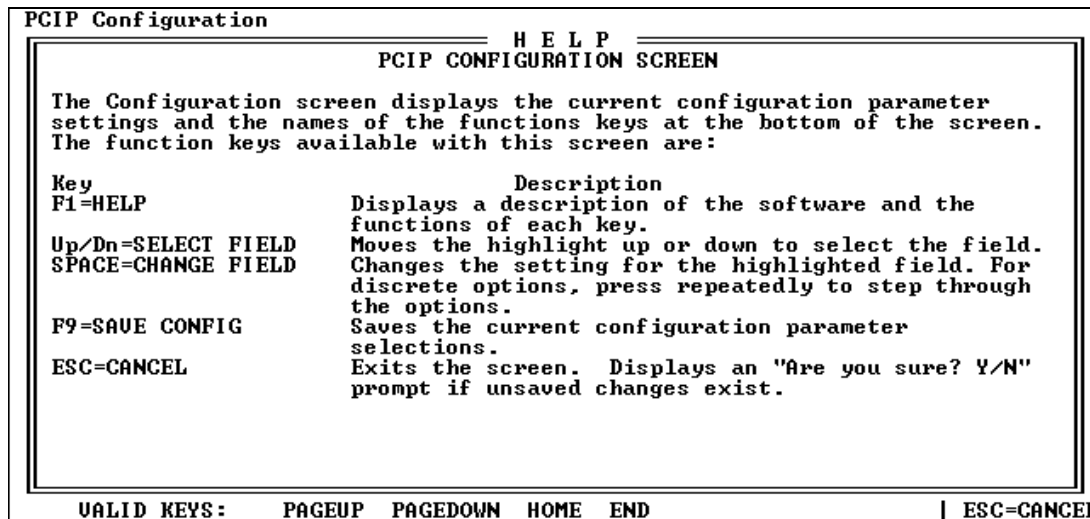 PCIP Configuration
H E L P
PCIP CONFIGURATION SCREEN
The Configuration screen displays the current configuration parameter
settings and the names of the functions keys at the bottom of the screen.
The function keys available with this screen are:
Key Description
F1=HELP Displays a description of the software and the
functions of each key.
Up/Dn=SELECT FIELD Moves the highlight up or down to select the field.
SPACE=CHANGE FIELD Changes the setting for the highlighted field. For
discrete options, press repeatedly to step through
the options.
F9=SAVE CONFIG Saves the current configuration parameter
selections.
ESC=CANCEL Exits the screen. Displays an "Are you sure? Y/N"
prompt if unsaved changes exist.
VALID KEYS: PAGEUP PAGEDOWN HOME END | ESC=CANCEL